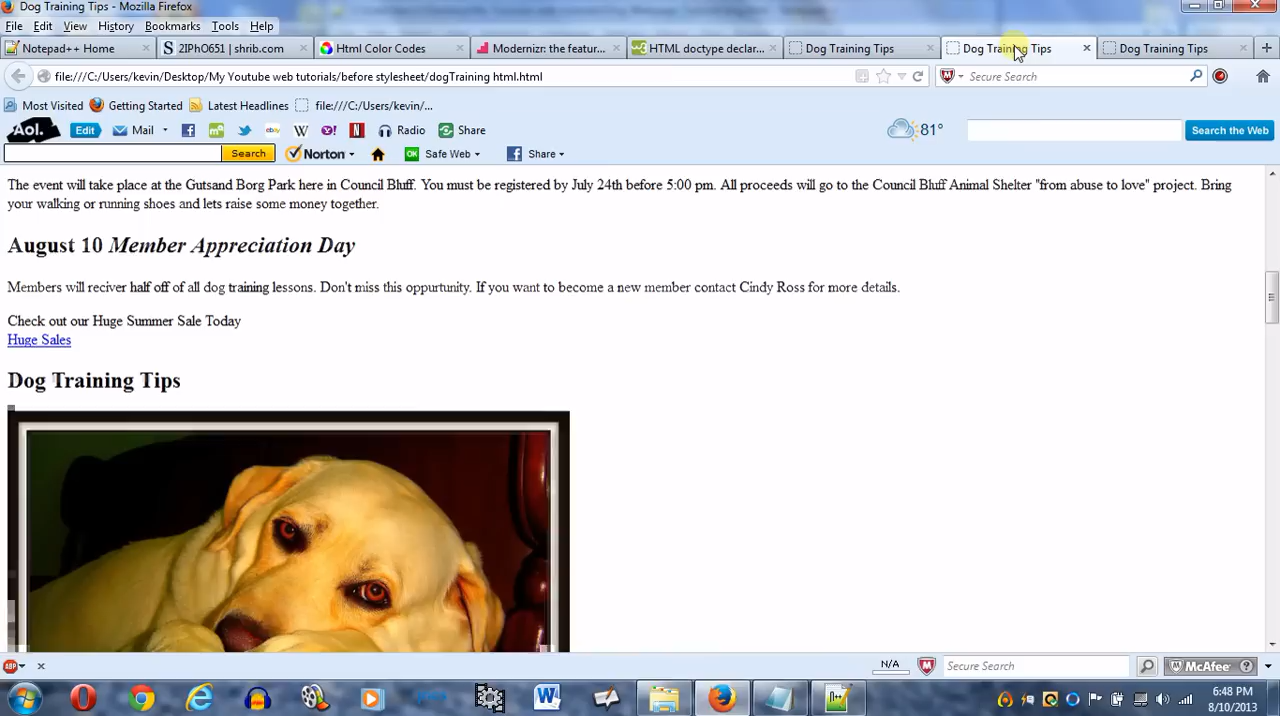 Dog Training Tips - Mozilla Firefox
File Edit View History Bookmarks Tools Help
Notepad++ Home
2IPhO651 | shrib.com
Html Color Codes
Modernizr: the featur...
HTML doctype declar...
Dog Training Tips
Dog Training Tips
Dog Training Tips
file:///C:/Users/kevin/Desktop/My Youtube web tutorials/before stylesheet/dogTraining html.html
Secure Search
Most Visited Getting Started Latest Headlines file:///C:/Users/kevin/...
Aol. Edit Mail Radio Share 81° Search the Web
Search Norton Safe Web Share
The event will take place at the Gutsand Borg Park here in Council Bluff. You must be registered by July 24th before 5:00 pm. All proceeds will go to the Council Bluff Animal Shelter "from abuse to love" project. Bring
your walking or running shoes and lets raise some money together.
August 10 Member Appreciation Day
Members will reciver half off of all dog training lessons. Don't miss this oppurtunity. If you want to become a new member contact Cindy Ross for more details.
Check out our Huge Summer Sale Today
Huge Sales
Dog Training Tips
ABP N/A Secure Search McAfee
6:48 PM
8/10/2013